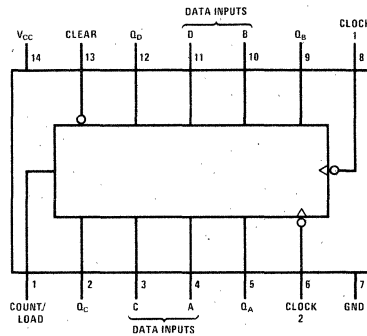 DATA INPUTS
VCC CLEAR QD D B QB CLOCK 1
14 13 12 11 10 9 8
1 2 3 4 5 6 7
COUNT/LOAD QC C A QA CLOCK 2 GND
DATA INPUTS